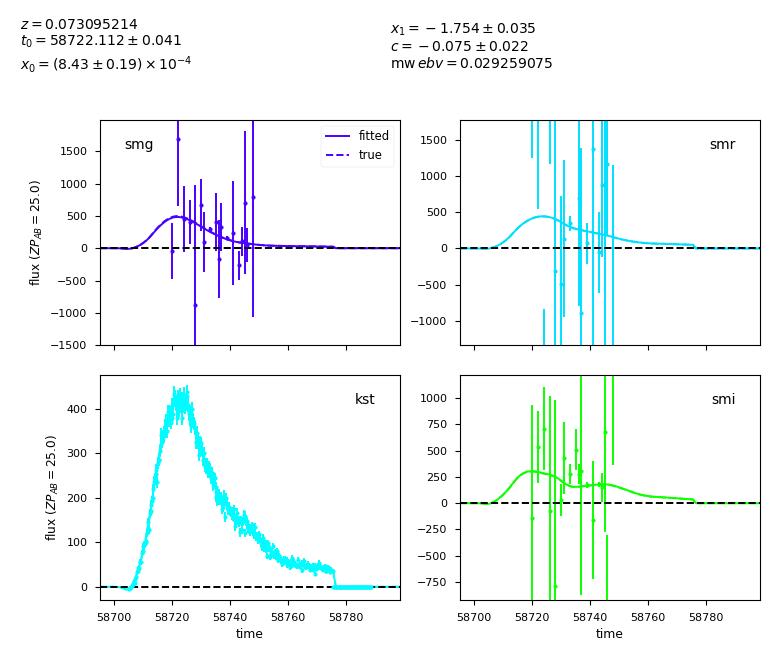 z = 0.073095214
t₀ = 58722.112 ± 0.041
x₀ = (8.43 ± 0.19) × 10⁻⁴
x₁ = −1.754 ± 0.035
c = −0.075 ± 0.022
mw ebv = 0.029259075
smg
fitted
true
1500
1000
500
0
−500
−1000
−1500
flux (ZP_AB = 25.0)
smr
1500
1000
500
0
−500
−1000
kst
400
300
200
100
0
flux (ZP_AB = 25.0)
58700 58720 58740 58760 58780
time
smi
1000
750
500
250
0
−250
−500
−750
58700 58720 58740 58760 58780
time